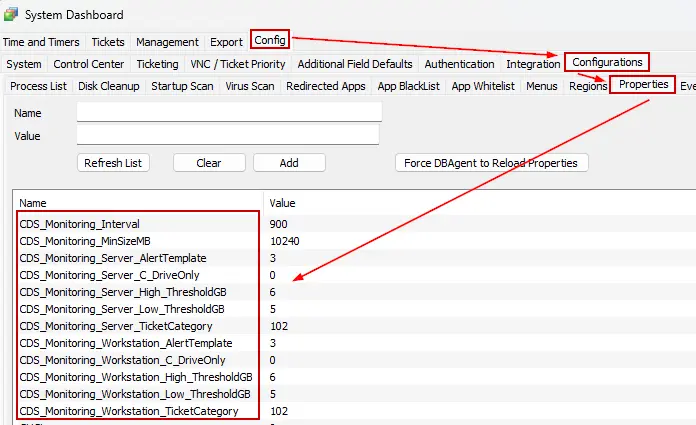 System Dashboard
Time and Timers Tickets Management Export Config
System Control Center Ticketing VNC / Ticket Priority Additional Field Defaults Authentication Integration Configurations
Process List Disk Cleanup Startup Scan Virus Scan Redirected Apps App BlackList App Whitelist Menus Regions Properties Eve
Name
Value
Refresh List Clear Add Force DBAgent to Reload Properties
Name Value
CDS_Monitoring_Interval 900
CDS_Monitoring_MinSizeMB 10240
CDS_Monitoring_Server_AlertTemplate 3
CDS_Monitoring_Server_C_DriveOnly 0
CDS_Monitoring_Server_High_ThresholdGB 6
CDS_Monitoring_Server_Low_ThresholdGB 5
CDS_Monitoring_Server_TicketCategory 102
CDS_Monitoring_Workstation_AlertTemplate 3
CDS_Monitoring_Workstation_C_DriveOnly 0
CDS_Monitoring_Workstation_High_ThresholdGB 6
CDS_Monitoring_Workstation_Low_ThresholdGB 5
CDS_Monitoring_Workstation_TicketCategory 102